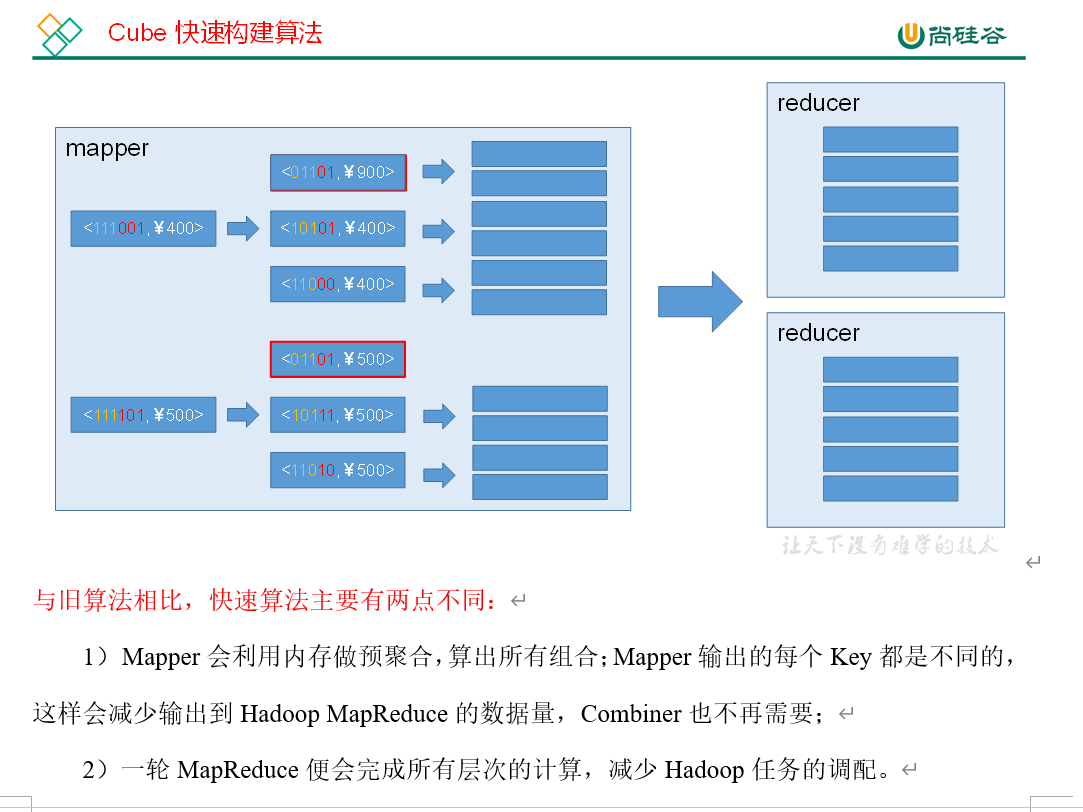 Cube 快速构建算法
尚硅谷
mapper
<01101,¥900>
<111001,¥400>
<10101,¥400>
<11000,¥400>
<01101,¥500>
<111101,¥500>
<10111,¥500>
<11010,¥500>
reducer
reducer
让天下没有难学的技术
与旧算法相比，快速算法主要有两点不同：
1）Mapper 会利用内存做预聚合，算出所有组合；Mapper 输出的每个 Key 都是不同的，
这样会减少输出到 Hadoop MapReduce 的数据量，Combiner 也不再需要；
2）一轮 MapReduce 便会完成所有层次的计算，减少 Hadoop 任务的调配。